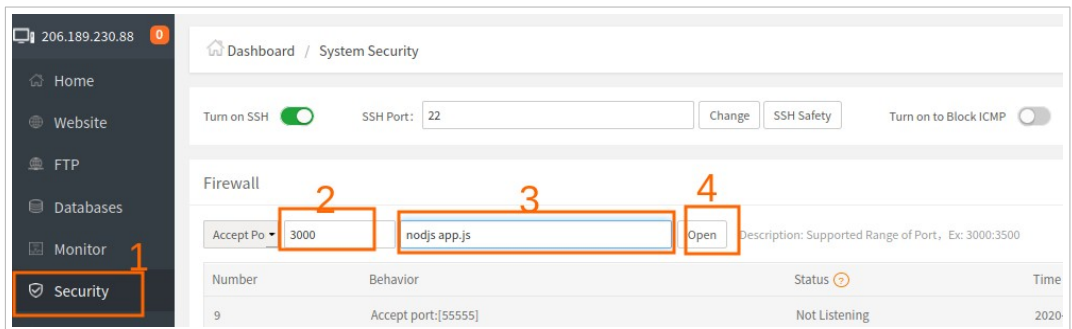 206.189.230.88 0
Dashboard / System Security
Home
Website
FTP
Databases
Monitor
1
Security
Turn on SSH SSH Port: 22 Change SSH Safety Turn on to Block ICMP
Firewall
2 3 4
Accept Po 3000 nodjs app.js Open Description: Supported Range of Port, Ex: 3000:3500
Number Behavior Status ? Time
9 Accept port:[55555] Not Listening 2020-